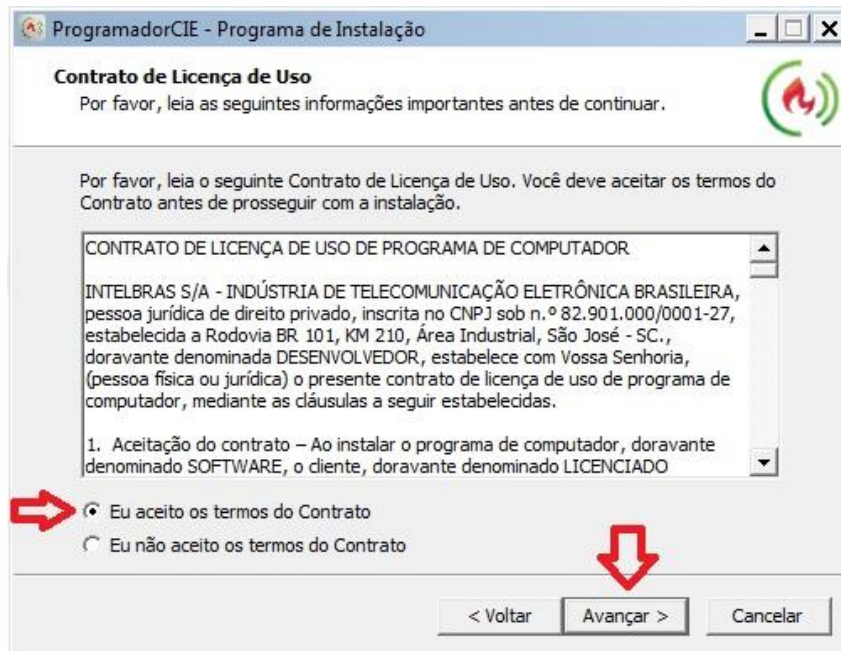 ProgramadorCIE - Programa de Instalação
Contrato de Licença de Uso
Por favor, leia as seguintes informações importantes antes de continuar.
Por favor, leia o seguinte Contrato de Licença de Uso. Você deve aceitar os termos do
Contrato antes de prosseguir com a instalação.
CONTRATO DE LICENÇA DE USO DE PROGRAMA DE COMPUTADOR
INTELBRAS S/A - INDÚSTRIA DE TELECOMUNICAÇÃO ELETRÔNICA BRASILEIRA,
pessoa jurídica de direito privado, inscrita no CNPJ sob n.º 82.901.000/0001-27,
estabelecida a Rodovia BR 101, KM 210, Área Industrial, São José - SC.,
doravante denominada DESENVOLVEDOR, estabelece com Vossa Senhoria,
(pessoa física ou jurídica) o presente contrato de licença de uso de programa de
computador, mediante as cláusulas a seguir estabelecidas.
1. Aceitação do contrato – Ao instalar o programa de computador, doravante
denominado SOFTWARE, o cliente, doravante denominado LICENCIADO
Eu aceito os termos do Contrato
Eu não aceito os termos do Contrato
< Voltar
Avançar >
Cancelar